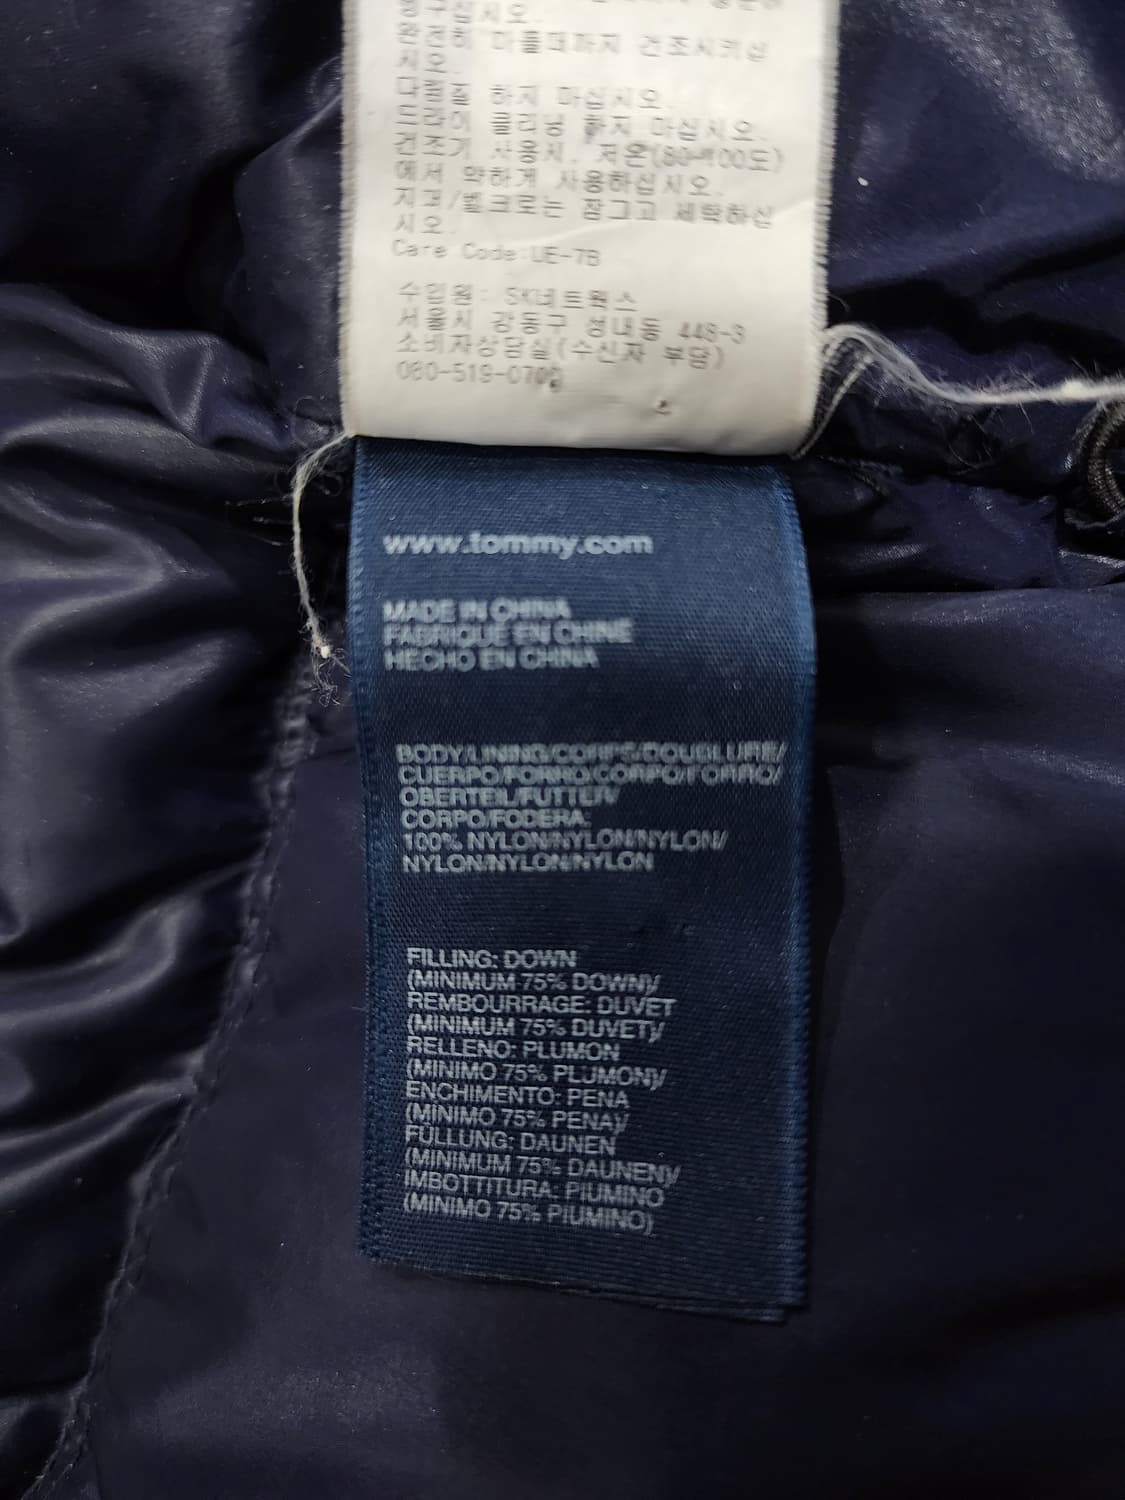 헹구십시오.
완전히 마를때까지 건조시키십
시오.
다림질 하지 마십시오.
드라이 클리닝 하지 마십시오.
건조기 사용시, 저온
에서 약하게 사용하십시오.
지퍼/벨크로는 잠그고 세탁하십
시오.
Care Code:UE-7B
수입원: SK네트웍스
서울시 강동구 성내동 448-3
소비자상담실(수신자 부담)
080-519-0700
www.tommy.com
MADE IN CHINA
FABRIQUE EN CHINE
HECHO EN CHINA
BODY/LINING/CORPS/DOUBLURE/
CUERPO/FORRO/CORPO/FORRO/
OBERTEIL/FUTTER/
CORPO/FODERA:
100% NYLON/NYLON/NYLON/
NYLON/NYLON/NYLON
FILLING: DOWN
(MINIMUM 75% DOWN)/
REMBOURRAGE: DUVET
(MINIMUM 75% DUVET)/
RELLENO: PLUMON
(MINIMO 75% PLUMON)/
ENCHIMENTO: PENA
(MINIMO 75% PENA)/
FÜLLUNG: DAUNEN
(MINIMUM 75% DAUNEN)/
IMBOTTITURA: PIUMINO
(MINIMO 75% PIUMINO)